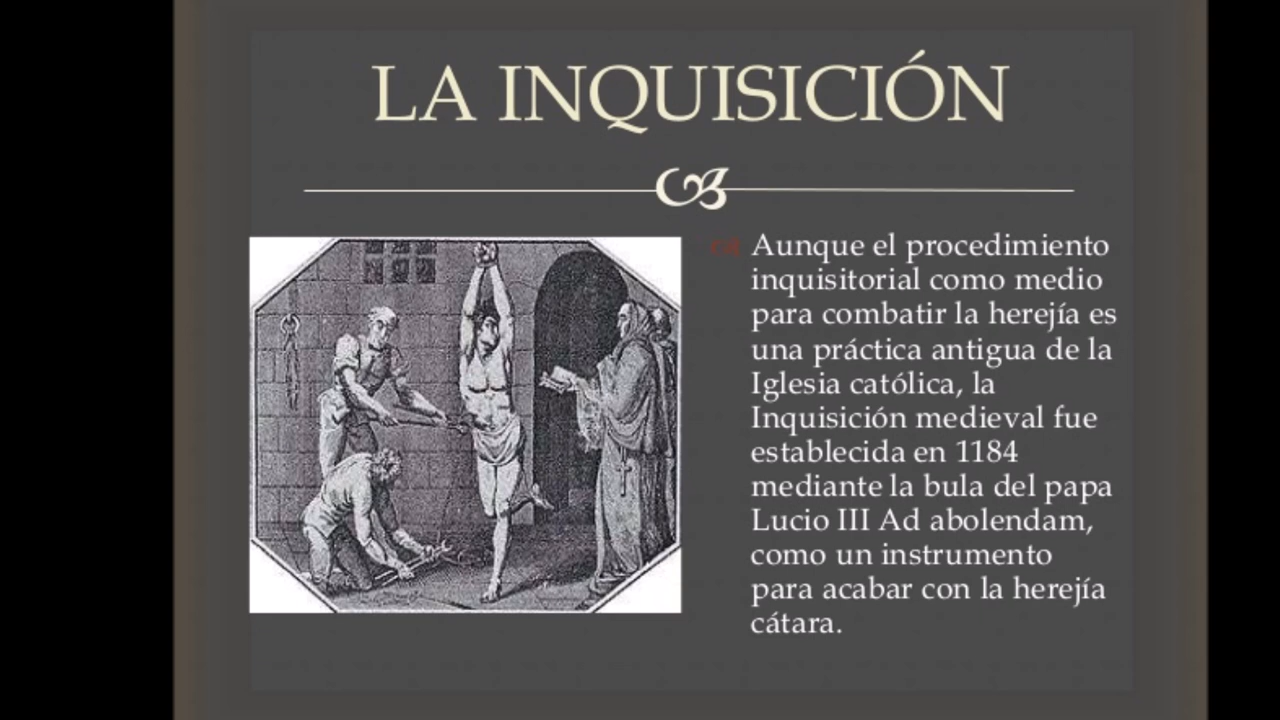 LA INQUISICIÓN
Aunque el procedimiento
inquisitorial como medio
para combatir la herejía es
una práctica antigua de la
Iglesia católica, la
Inquisición medieval fue
establecida en 1184
mediante la bula del papa
Lucio III Ad abolendam,
como un instrumento
para acabar con la herejía
cátara.